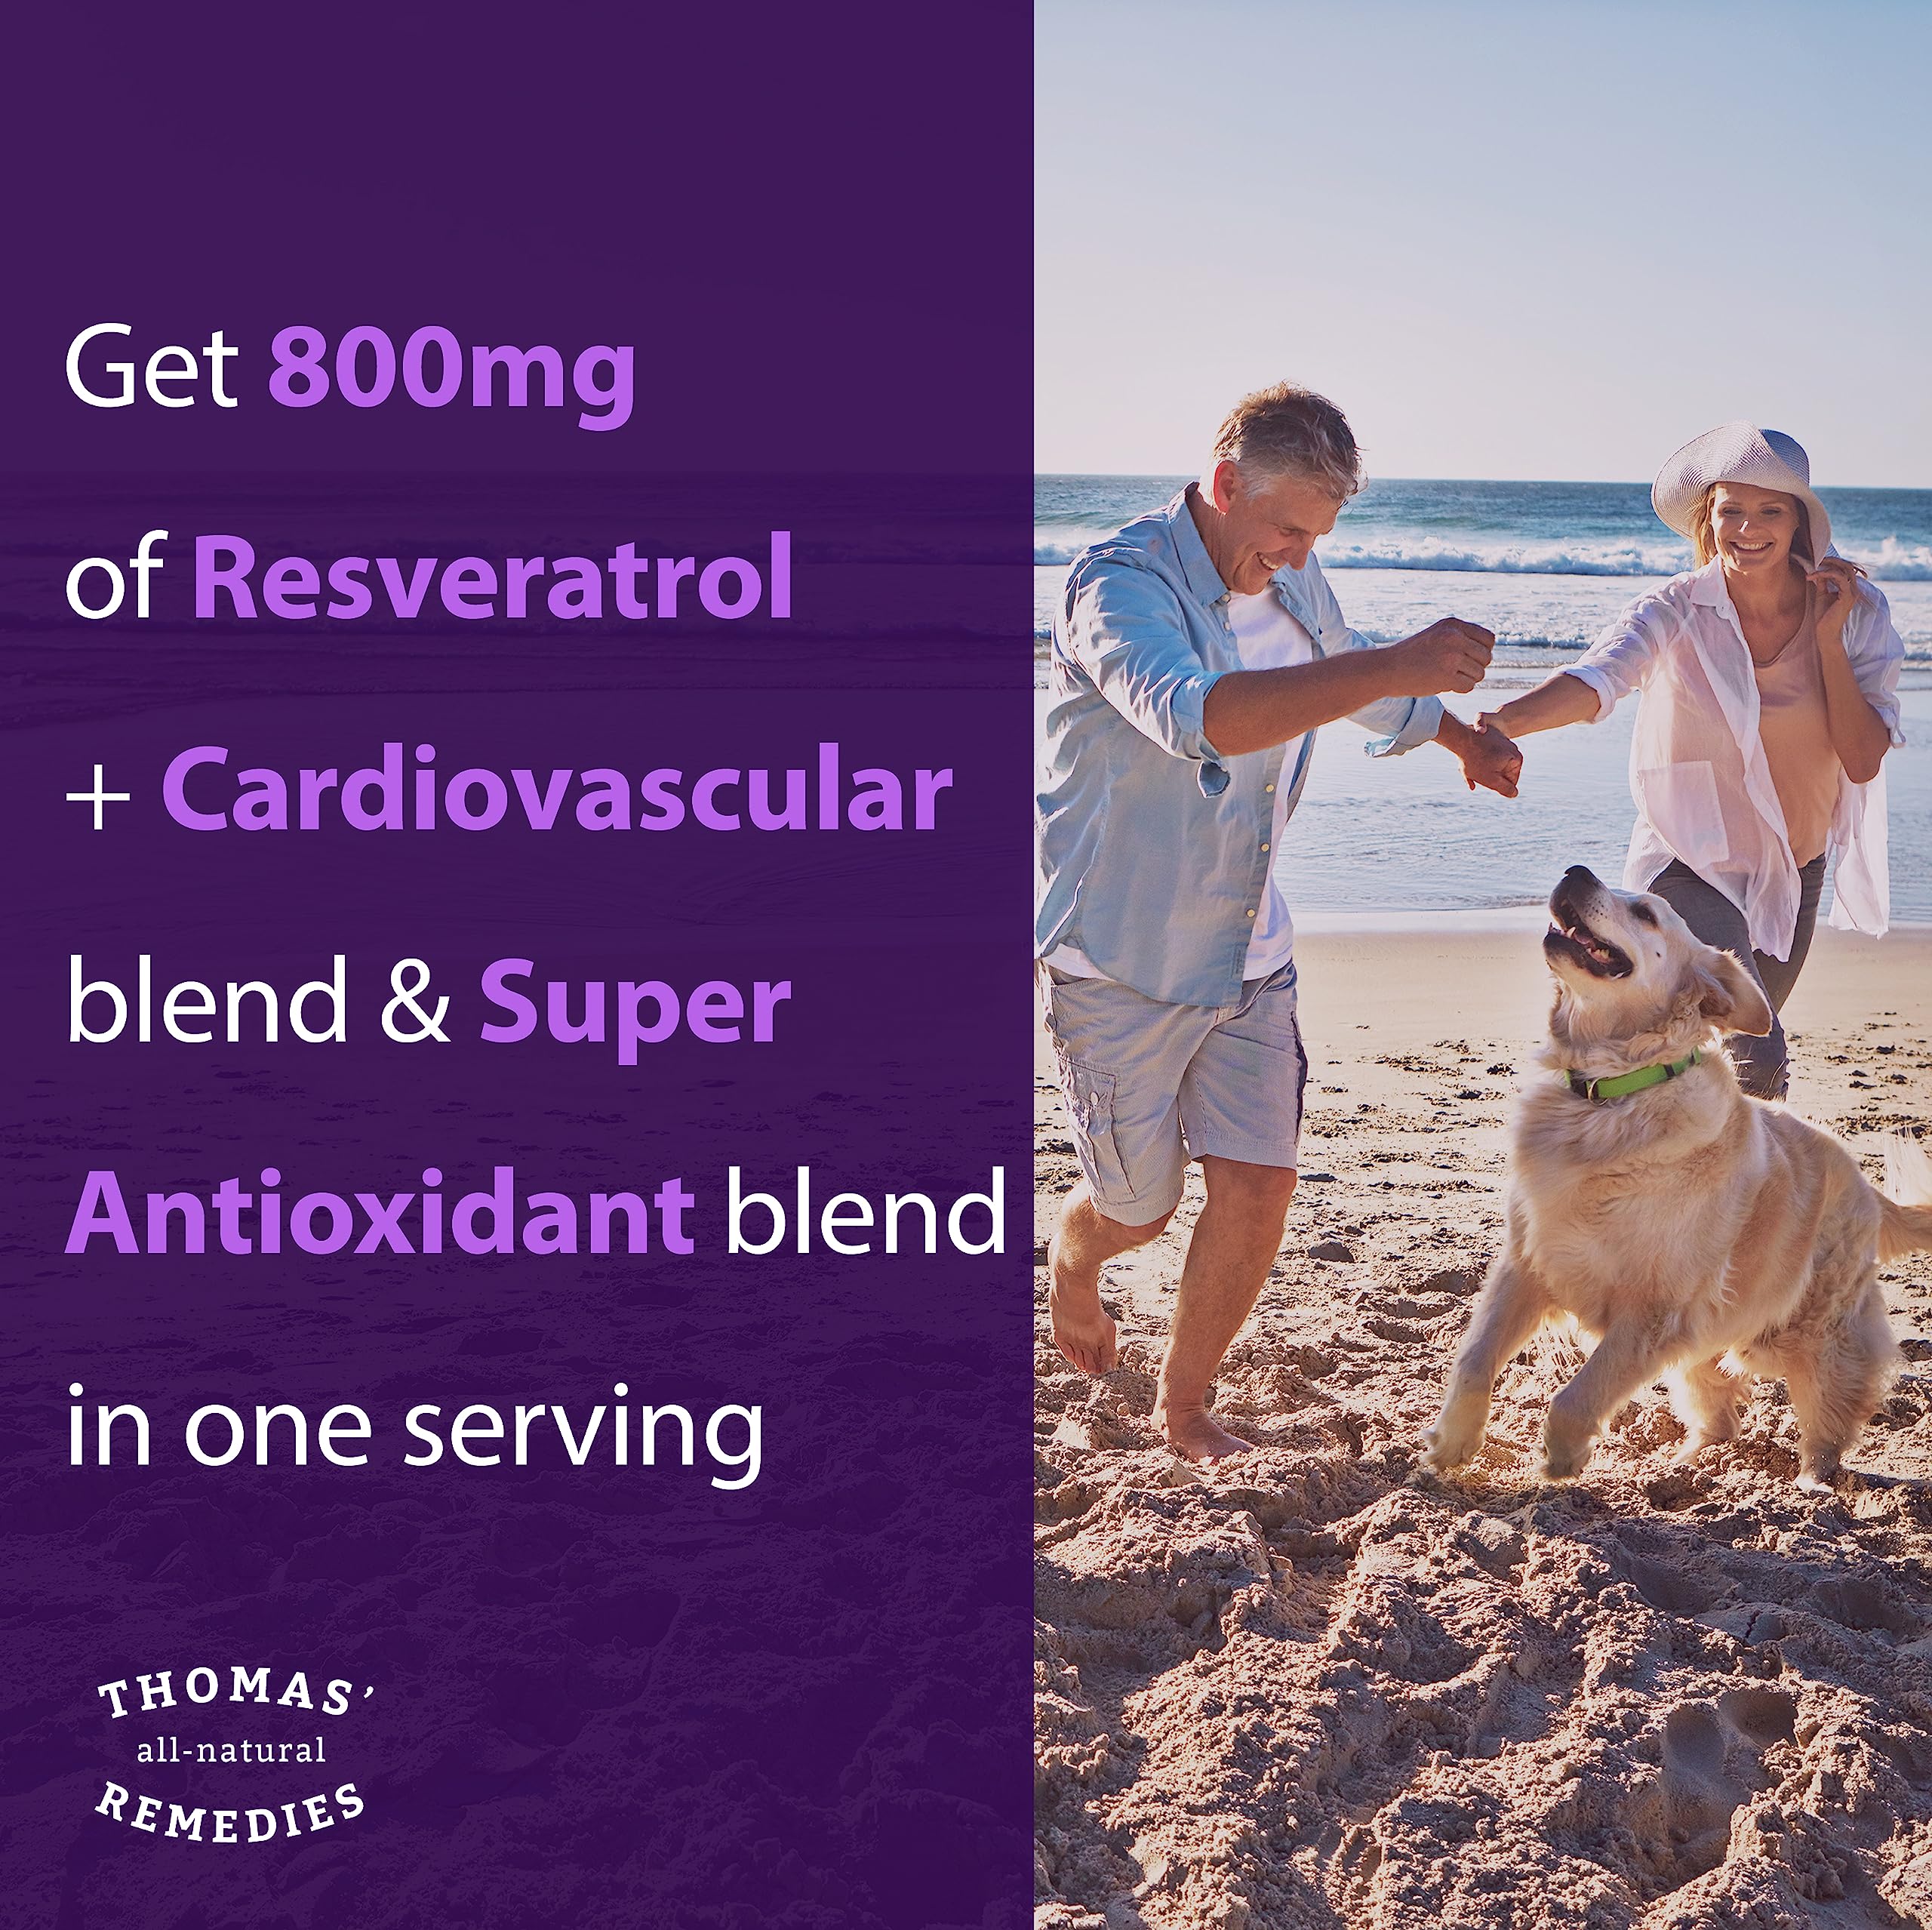 Get 800mg
of Resveratrol
+ Cardiovascular
blend & Super
Antioxidant blend
in one serving
THOMAS'
all-natural
REMEDIES